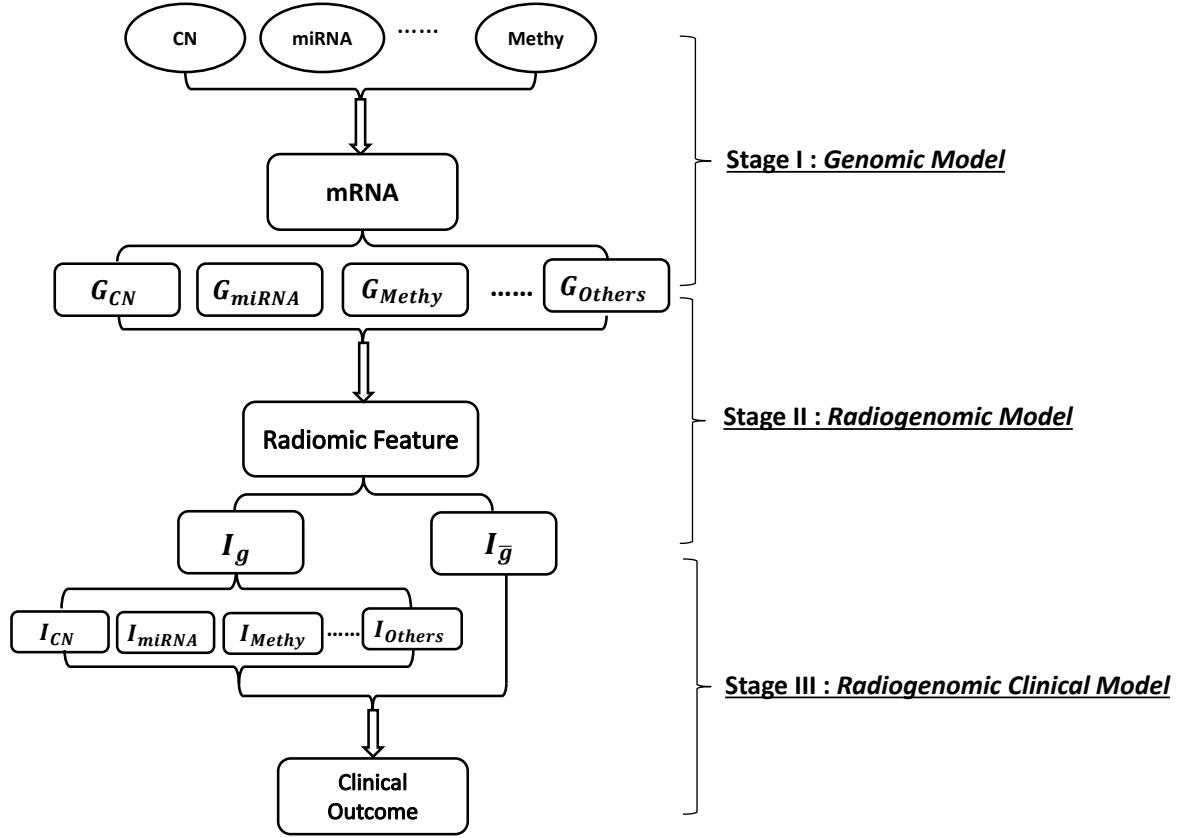 CN
miRNA
......
Methy
Stage I : Genomic Model
mRNA
G_CN
G_miRNA
G_Methy
......
G_Others
Stage II : Radiogenomic Model
Radiomic Feature
I_g
I_g̅
I_CN
I_miRNA
I_Methy
......
I_Others
Stage III : Radiogenomic Clinical Model
Clinical
Outcome